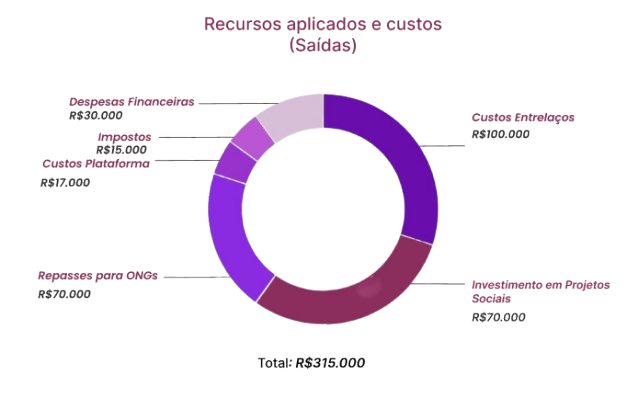 Recursos aplicados e custos
(Saídas)
Despesas Financeiras
R$30.000
Impostos
R$15.000
Custos Plataforma
R$17.000
Repasses para ONGs
R$70.000
Custos Entrelaços
R$100.000
Investimento em Projetos
Sociais
R$70.000
Total: R$315.000